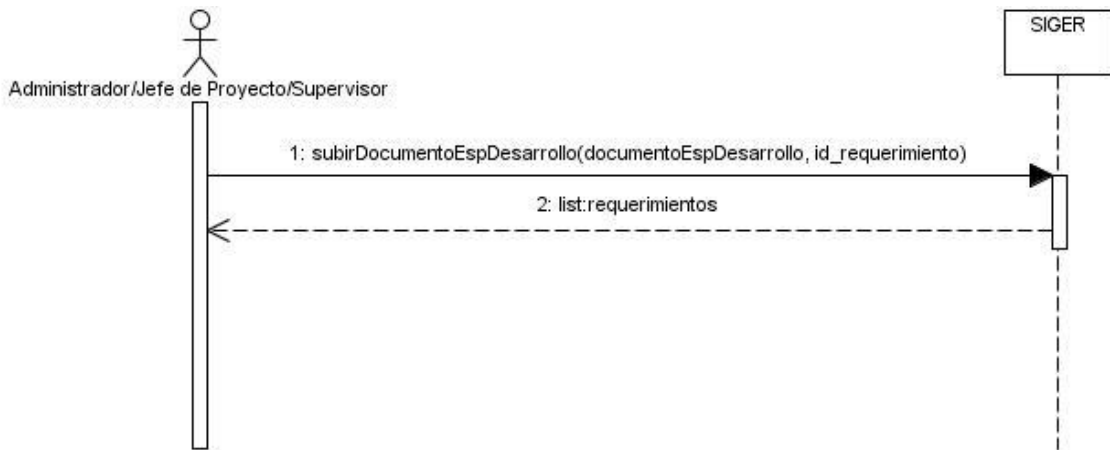 SIGER
Administrador/Jefe de Proyecto/Supervisor
1: subirDocumentoEspDesarrollo(documentoEspDesarrollo, id_requerimiento)
2: list:requerimientos